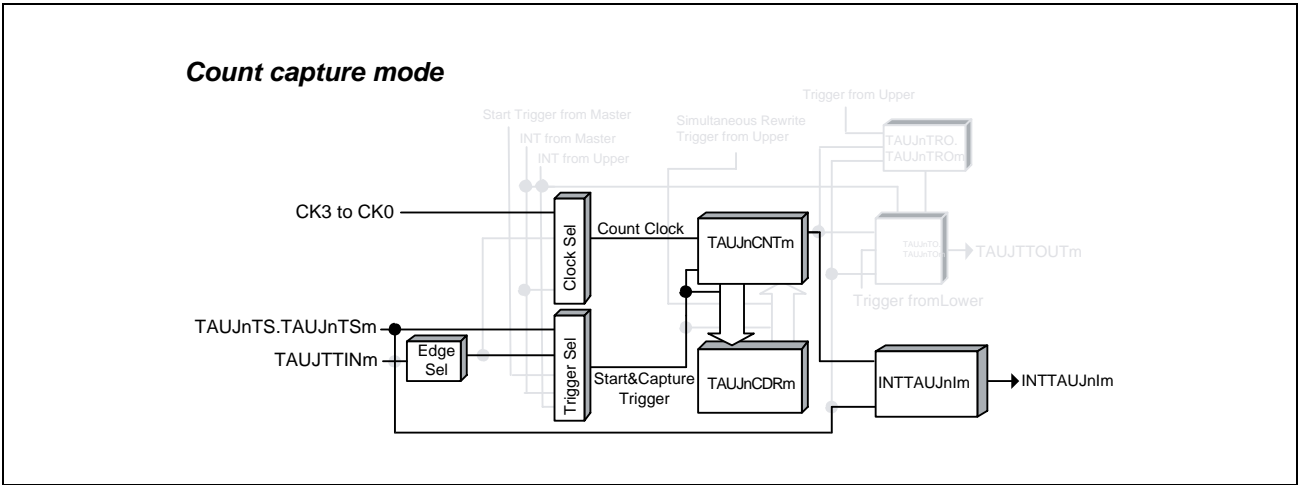 Count capture mode
Trigger from Upper
Start Trigger from Master
Simultaneous Rewrite
Trigger from Upper
INT from Master
INT from Upper
TAUJnTRO.
TAUJnTROm
CK3 to CK0
Clock Sel
Count Clock
TAUJnCNTm
TAUJnTO.
TAUJTTOUTm
Trigger fromLower
TAUJnTS.TAUJnTSm
TAUJTTINm
Edge
Sel
Trigger Sel
Start&Capture
Trigger
TAUJnCDRm
INTTAUJnIm
INTTAUJnIm